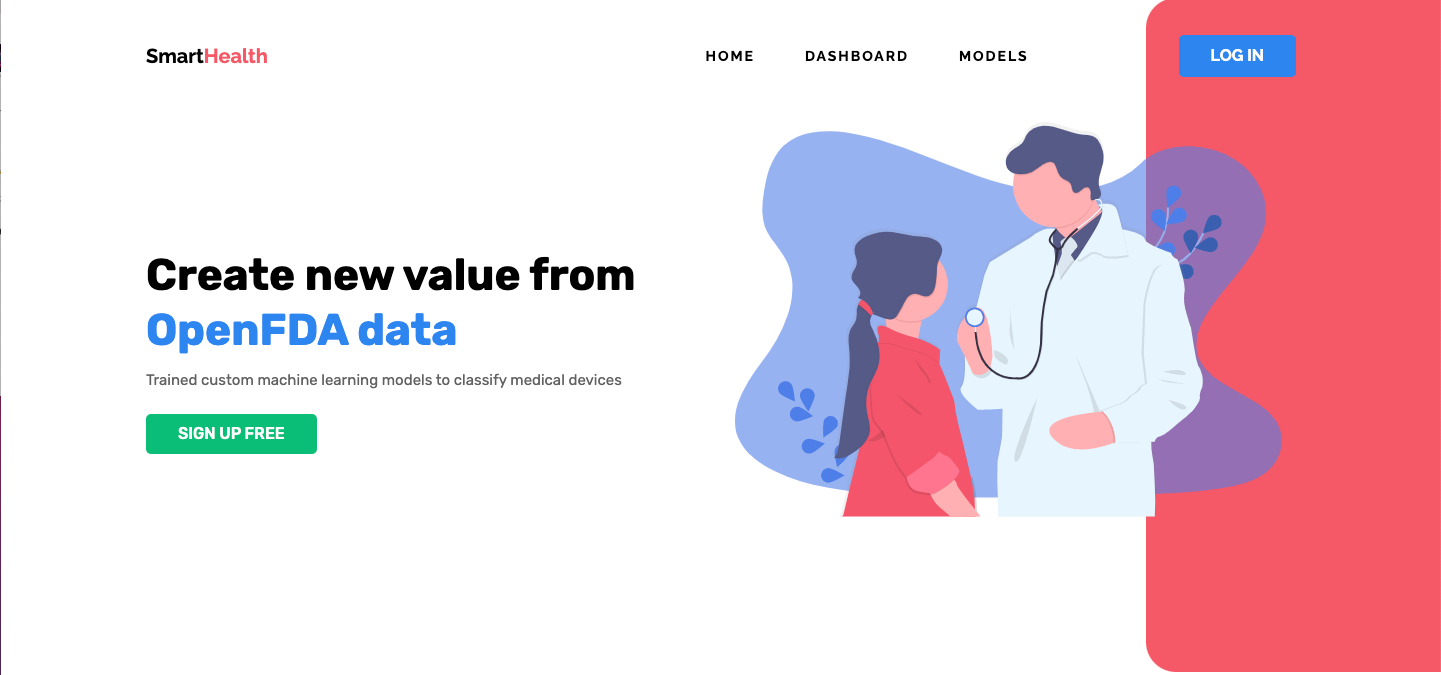 SmartHealth
HOME DASHBOARD MODELS
LOG IN
Create new value from
OpenFDA data
Trained custom machine learning models to classify medical devices
SIGN UP FREE